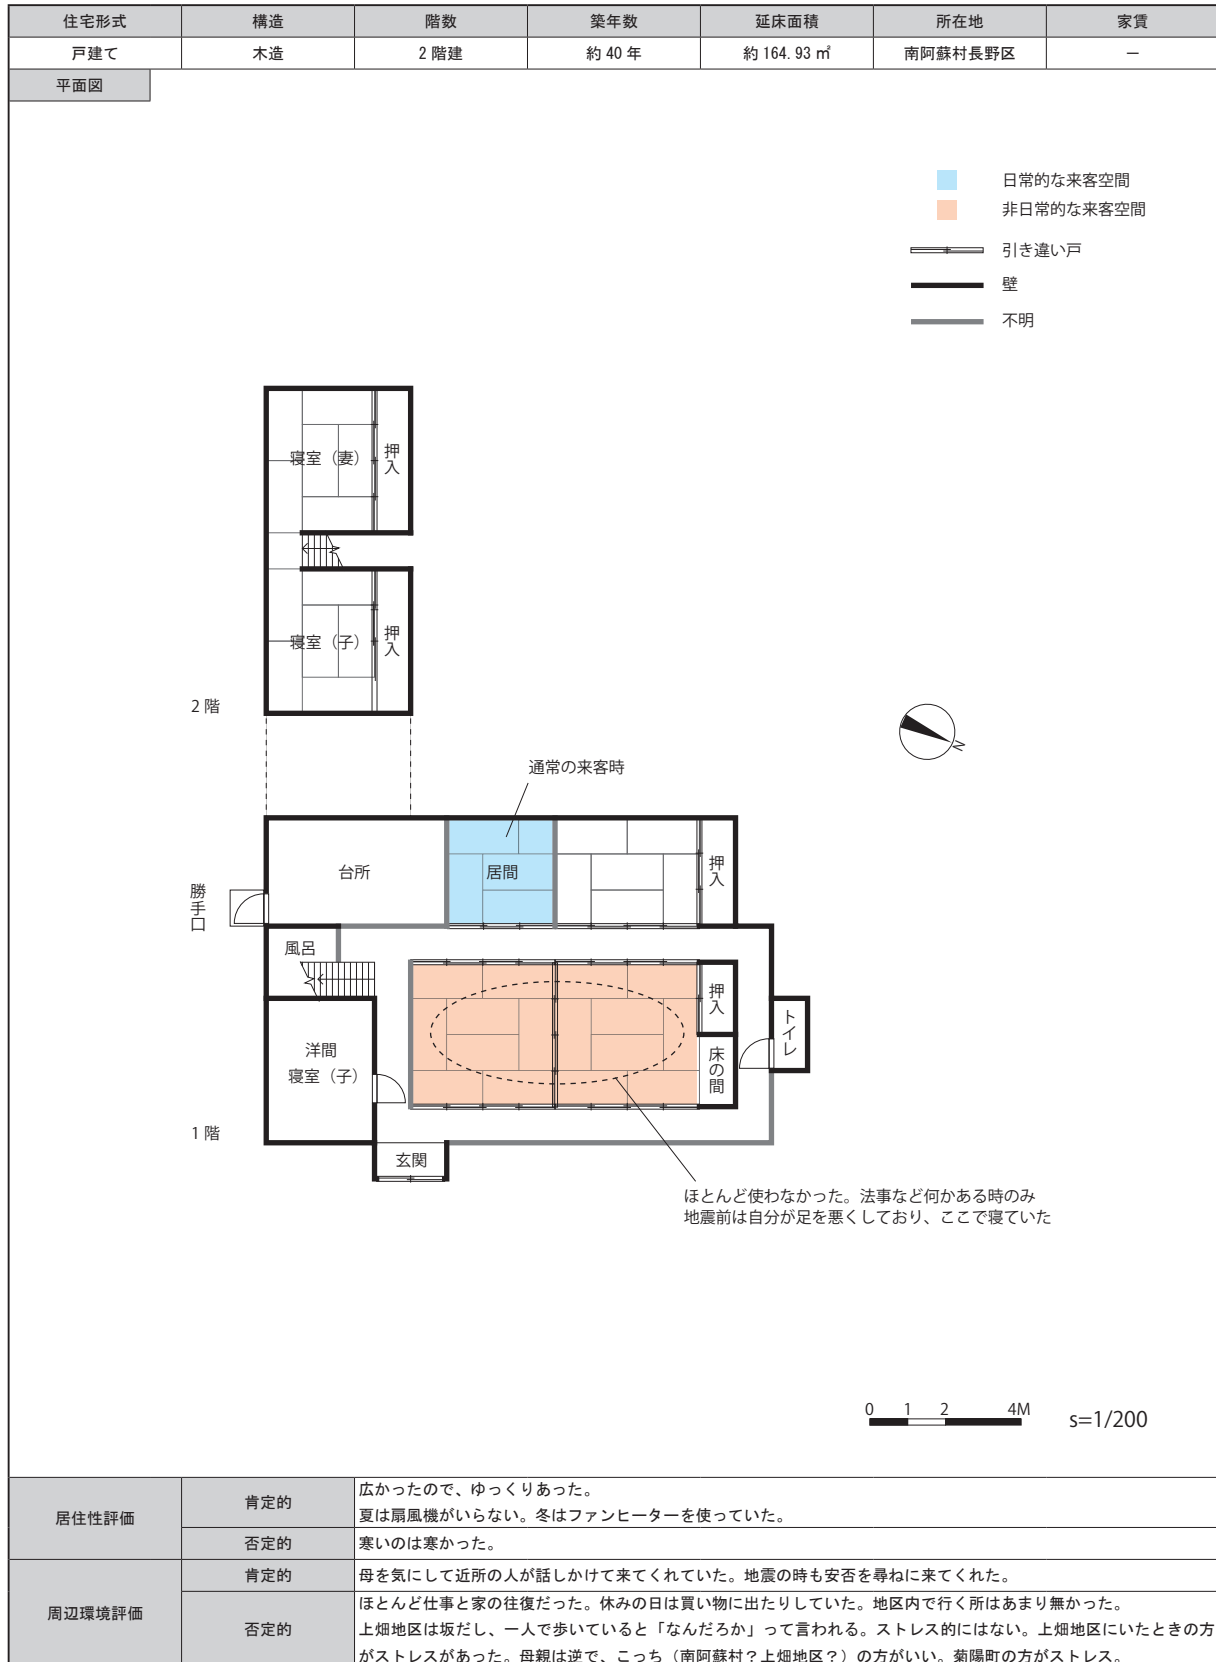 住宅形式 構造 階数 築年数 延床面積 所在地 家賃
戸建て 木造 2階建 約40年 約164.93㎡ 南阿蘇村長野区 －
平面図
日常的な来客空間
非日常的な来客空間
引き違い戸
壁
不明
寝室（妻）
押入
寝室（子）
押入
2階
N
通常の来客時
台所
居間
押入
勝手口
風呂
押入
トイレ
洋間
寝室（子）
床の間
1階
玄関
ほとんど使わなかった。法事など何かある時のみ
地震前は自分が足を悪くしており、ここで寝ていた
0 1 2 4M
s=1/200
居住性評価
肯定的
広かったので、ゆっくりあった。
夏は扇風機がいらない。冬はファンヒーターを使っていた。
否定的
寒いのは寒かった。
周辺環境評価
肯定的
母を気にして近所の人が話しかけて来てくれていた。地震の時も安否を尋ねに来てくれた。
否定的
ほとんど仕事と家の往復だった。休みの日は買い物に出たりしていた。地区内で行く所はあまり無かった。
上畑地区は坂だし、一人で歩いていると「なんだろか」って言われる。ストレス的にはない。上畑地区にいたときの方
がストレスがあった。母親は逆で、こっち（南阿蘇村？上畑地区？）の方がいい。菊陽町の方がストレス。